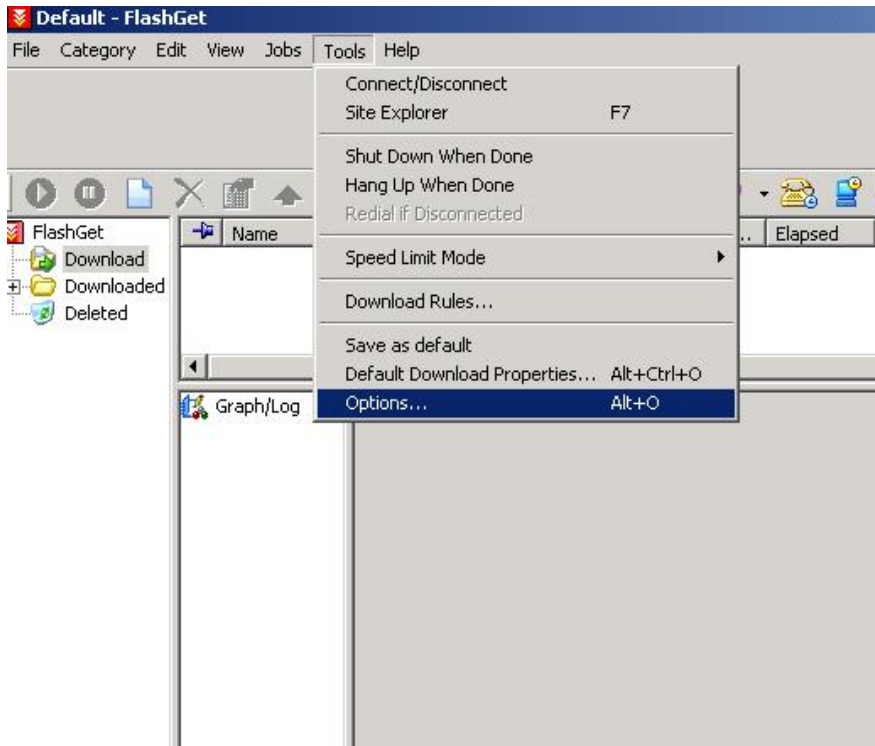 Default - FlashGet
File Category Edit View Jobs Tools Help
Connect/Disconnect
Site Explorer F7
Shut Down When Done
Hang Up When Done
Redial if Disconnected
Speed Limit Mode
Download Rules...
Save as default
Default Download Properties... Alt+Ctrl+O
Options... Alt+O
FlashGet
Download
Downloaded
Deleted
Name
.. Elapsed
Graph/Log